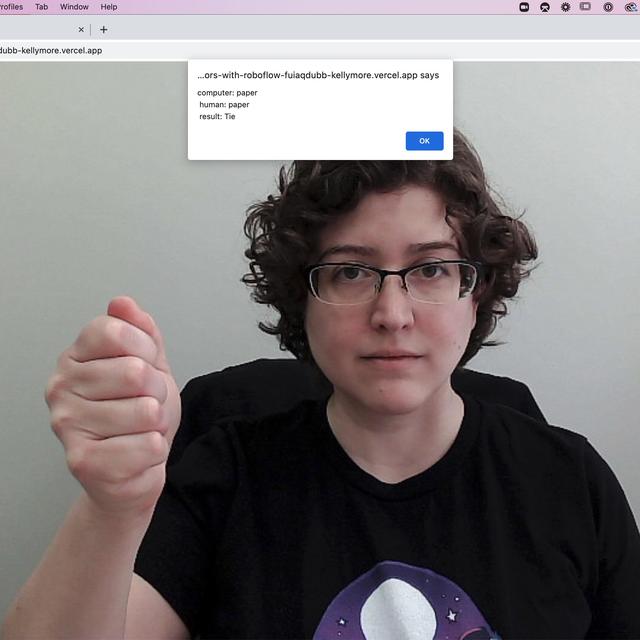 rofiles Tab Window Help
dubb-kellymore.vercel.app
...ors-with-roboflow-fuiaqdubb-kellymore.vercel.app says
computer: paper
human: paper
result: Tie
OK